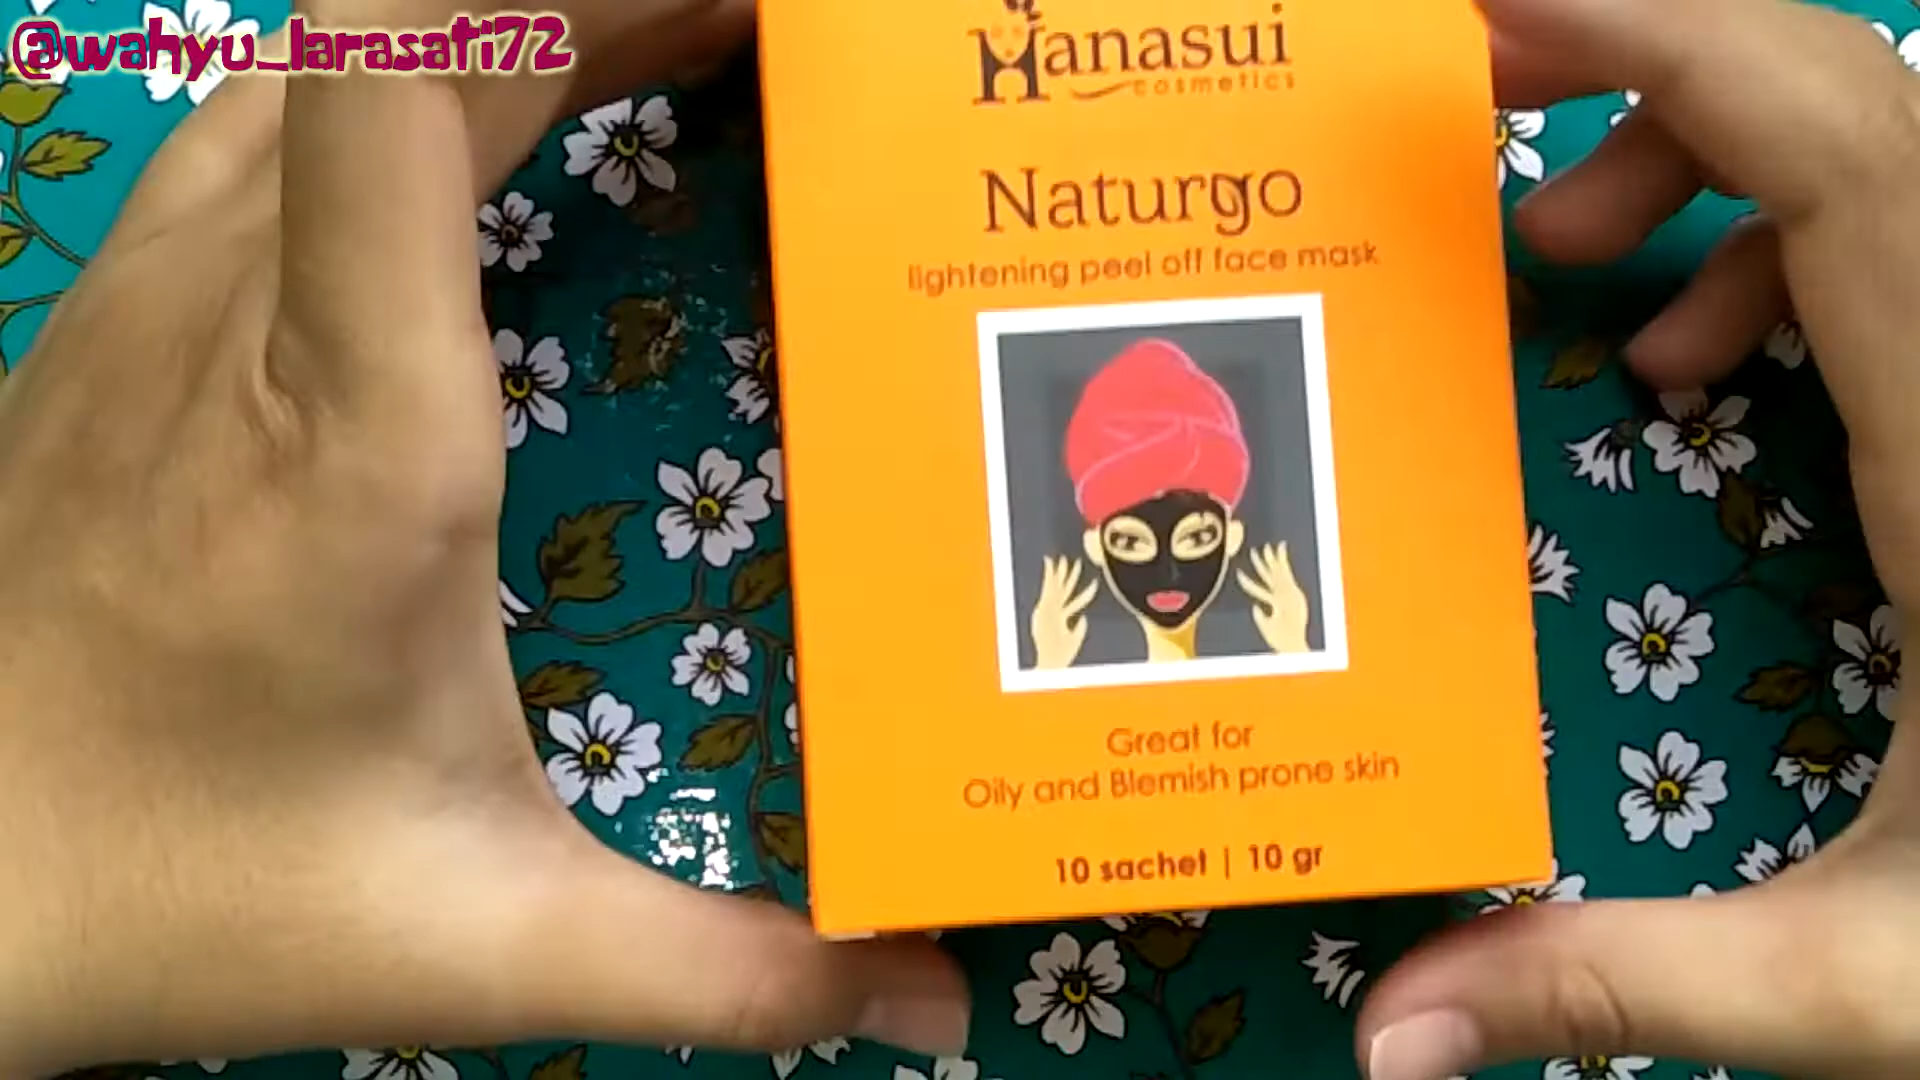 @wahyu_larasati72
Hanasui
cosmetics
Naturgo
lightening peel off face mask
Great for
Oily and Blemish prone skin
10 sachet | 10 gr